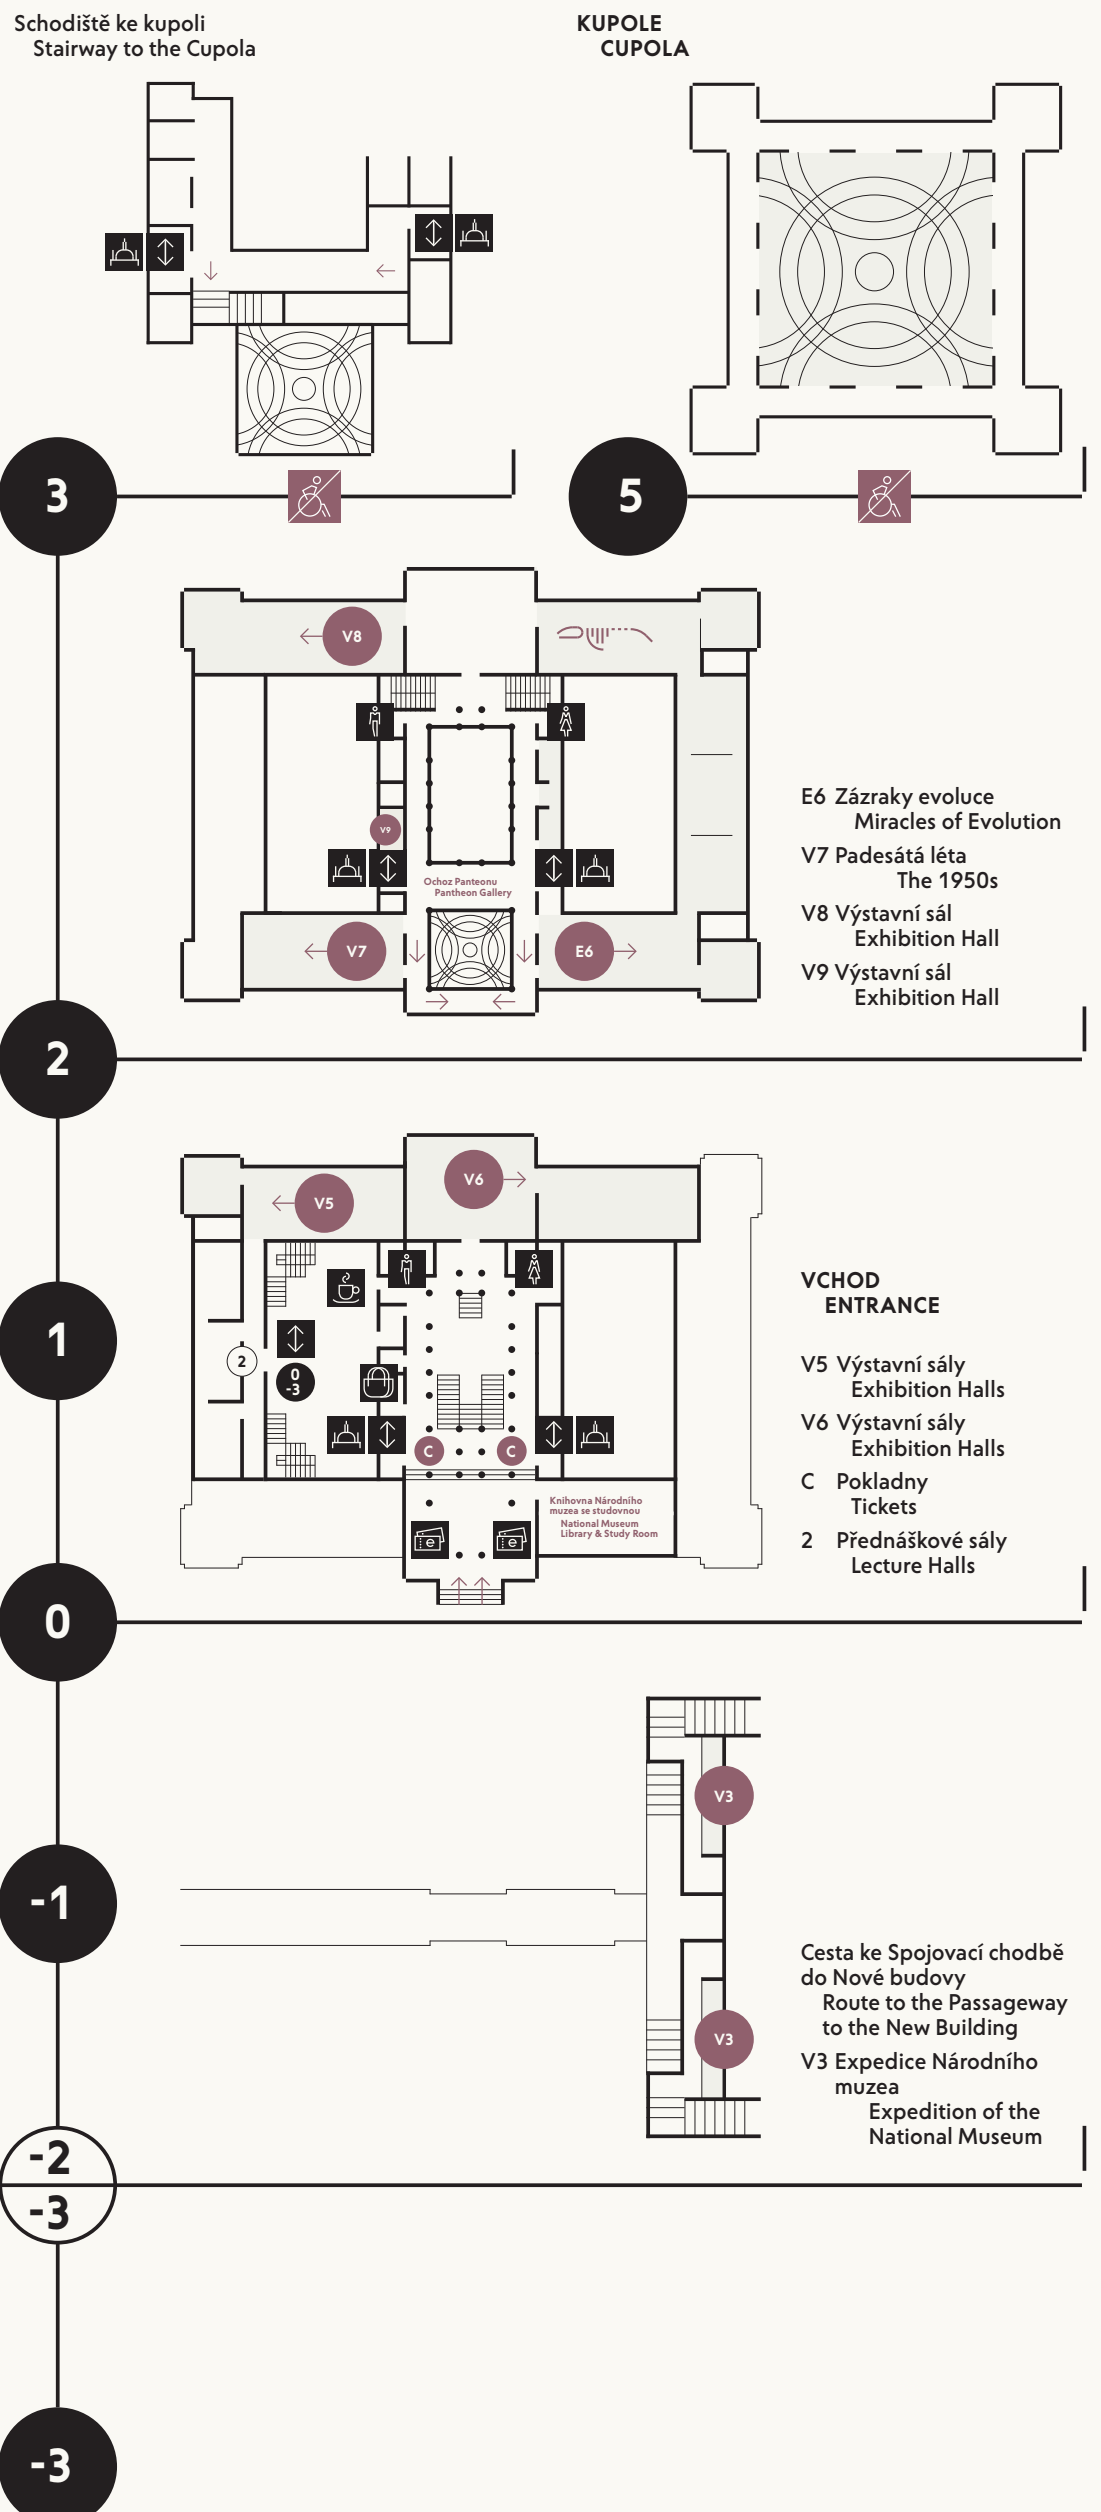 Schodiště ke kupoli
Stairway to the Cupola
KUPOLE
CUPOLA
3
5
V8
V9
Ochoz Panteonu
Pantheon Gallery
V7
E6
E6 Zázraky evoluce
Miracles of Evolution
V7 Padesátá léta
The 1950s
V8 Výstavní sál
Exhibition Hall
V9 Výstavní sál
Exhibition Hall
2
V6
V5
2
0
-3
C
C
Knihovna Národního
muzea se studovnou
National Museum
Library & Study Room
e
e
1
VCHOD
ENTRANCE
V5 Výstavní sály
Exhibition Halls
V6 Výstavní sály
Exhibition Halls
C Pokladny
Tickets
2 Přednáškové sály
Lecture Halls
0
V3
-1
V3
Cesta ke Spojovací chodbě
do Nové budovy
Route to the Passageway
to the New Building
V3 Expedice Národního
muzea
Expedition of the
National Museum
-2
-3
-3